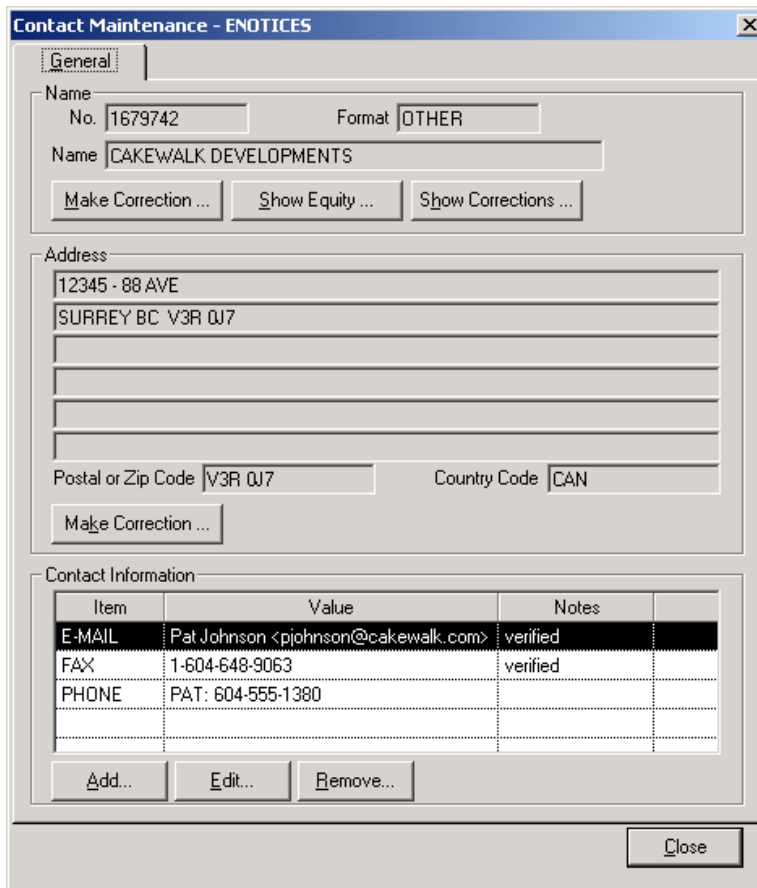 Contact Maintenance - ENOTICES
General
Name
No. 1679742 Format OTHER
Name CAKEWALK DEVELOPMENTS
Make Correction ... Show Equity ... Show Corrections ...
Address
12345 - 88 AVE
SURREY BC  V3R 0J7
Postal or Zip Code V3R 0J7 Country Code CAN
Make Correction ...
Contact Information
Item Value Notes
E-MAIL Pat Johnson <pjohnson@cakewalk.com> verified
FAX 1-604-648-9063 verified
PHONE PAT: 604-555-1380
Add... Edit... Remove...
Close